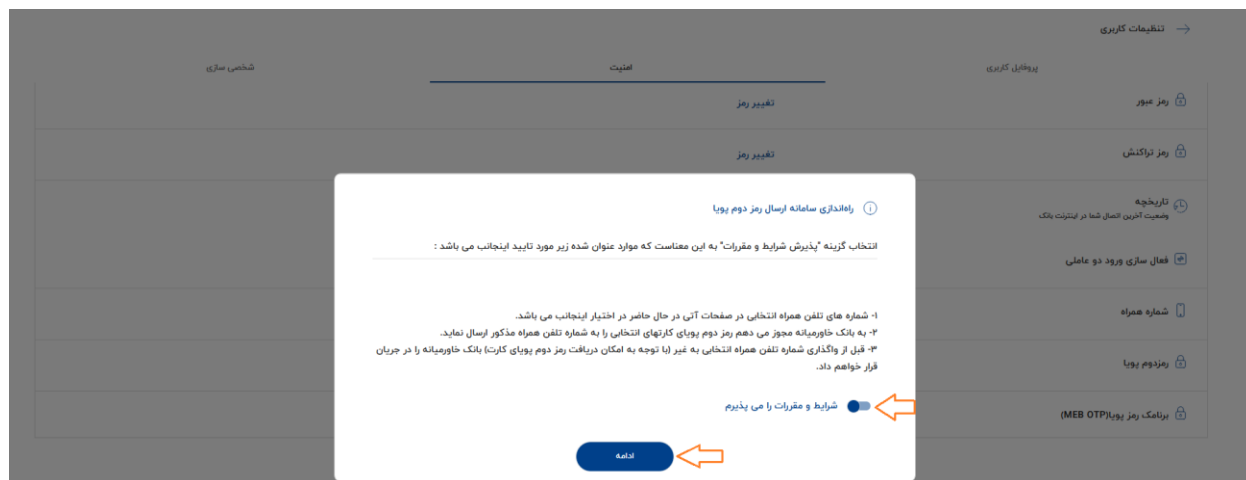 تنظیمات کاربری
پروفایل کاربری
امنیت
شخصی سازی
رمز عبور
تغییر رمز
رمز تراکنش
تغییر رمز
تاریخچه
وضعیت آخرین اتصال شما در اینترنت بانک
فعال سازی ورود دو عاملی
شماره همراه
رمزدوم پویا
برنامک رمز پویا(MEB OTP)
راه‌اندازی سامانه ارسال رمز دوم پویا
انتخاب گزینه "پذیرش شرایط و مقررات" به این معناست که موارد عنوان شده زیر مورد تایید اینجانب می باشد :
۱- شماره های تلفن همراه انتخابی در صفحات آتی در حال حاضر در اختیار اینجانب می باشد.
۲- به بانک خاورمیانه مجوز می دهم رمز دوم پویای کارتهای انتخابی را به شماره تلفن همراه مذکور ارسال نماید.
۳- قبل از واگذاری شماره تلفن همراه انتخابی به غیر (با توجه به امکان دریافت رمز دوم پویای کارت) بانک خاورمیانه را در جریان
قرار خواهم داد.
شرایط و مقررات را می پذیرم
ادامه